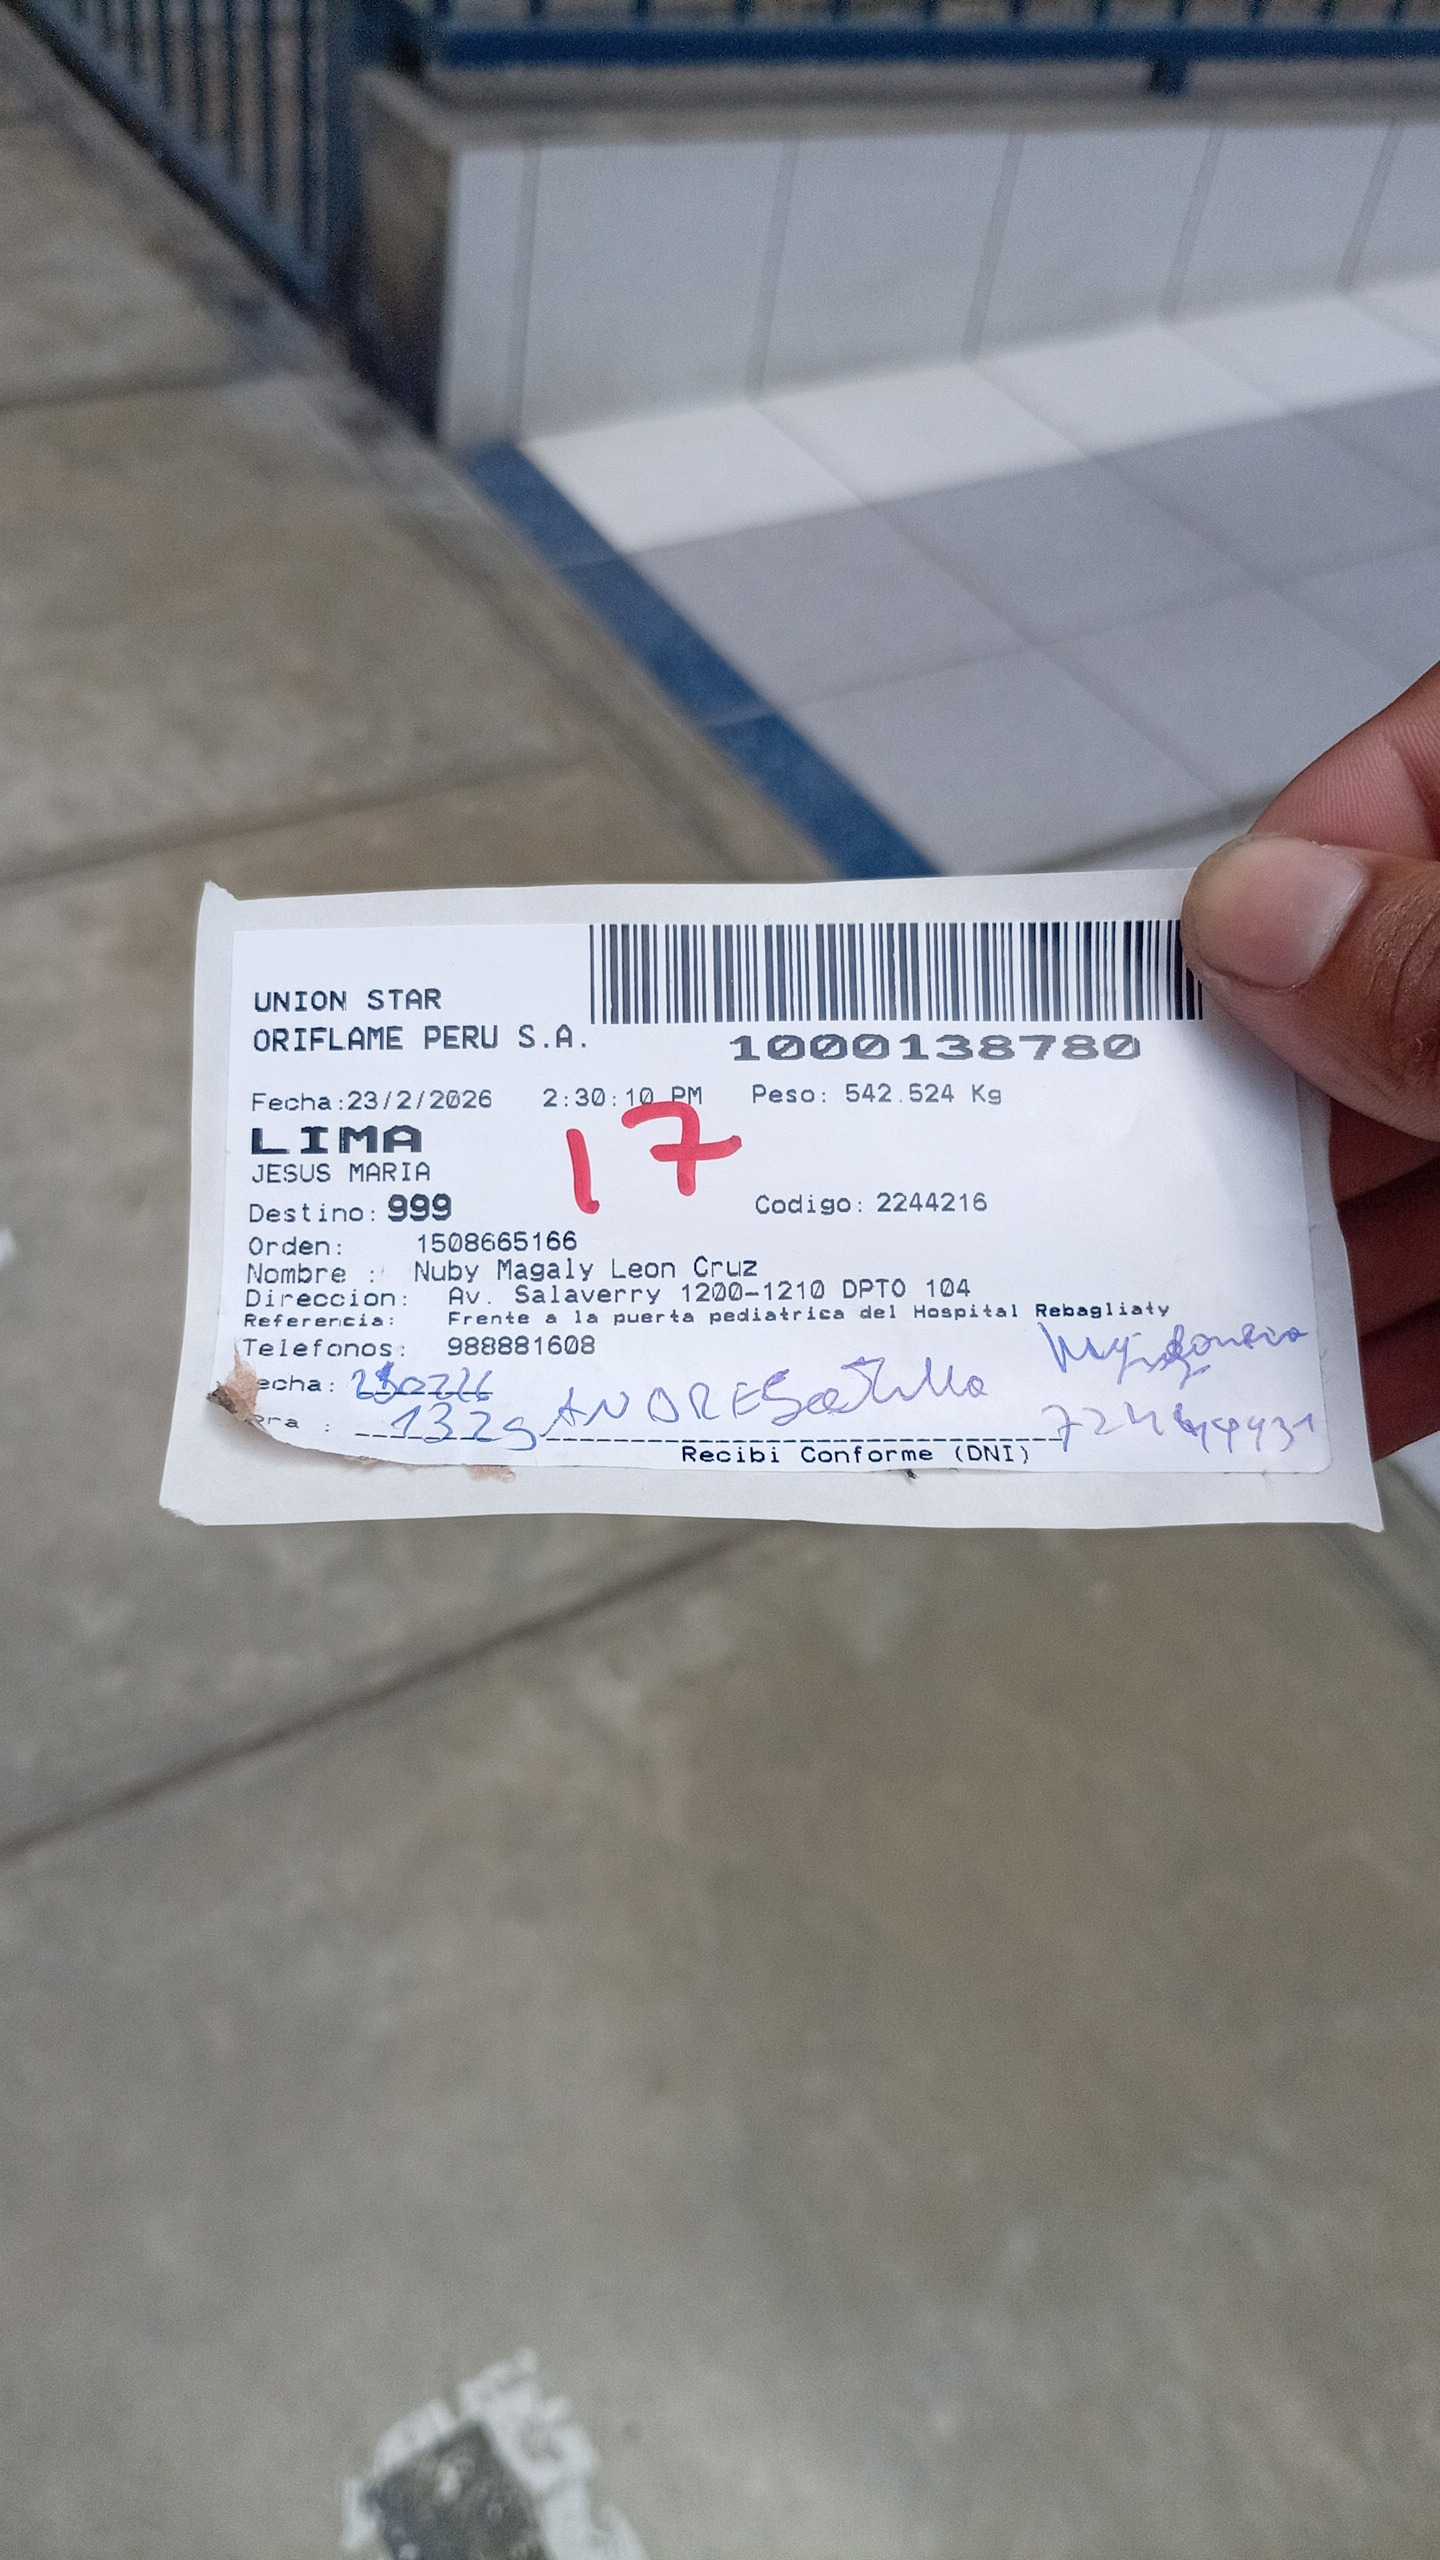 UNION STAR
ORIFLAME PERU S.A.
1000138780
Fecha:23/2/2026 2:30:10 PM Peso: 542.524 Kg
LIMA
17
JESUS MARIA
Destino: 999 Codigo: 2244216
Orden: 1508665166
Nombre : Nuby Magaly Leon Cruz
Direccion: Av. Salaverry 1200-1210 DPTO 104
Referencia: Frente a la puerta pediatrica del Hospital Rebagliaty
Telefonos: 988881608
echa:
ora : ANDRES
Recibi Conforme (DNI)